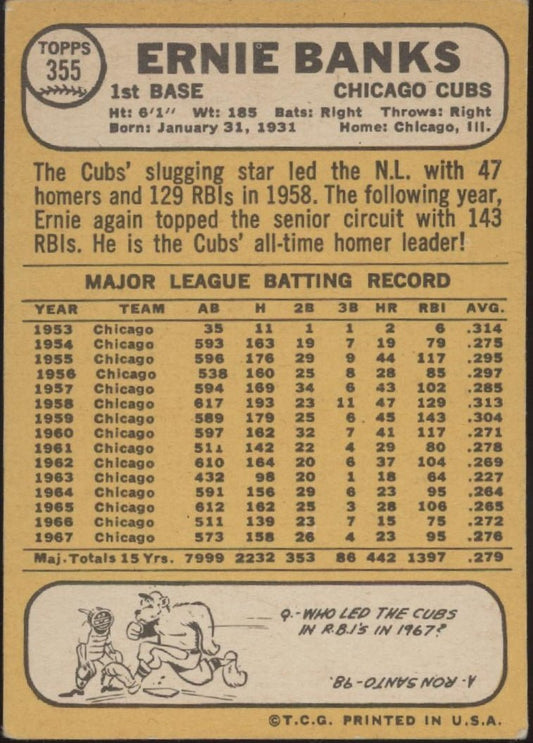 TOPPS
355
ERNIE BANKS
1st BASE CHICAGO CUBS
Ht: 6'1" Wt: 185 Bats: Right Throws: Right
Born: January 31, 1931 Home: Chicago, Ill.
The Cubs' slugging star led the N.L. with 47
homers and 129 RBIs in 1958. The following year,
Ernie again topped the senior circuit with 143
RBIs. He is the Cubs' all-time homer leader!
MAJOR LEAGUE BATTING RECORD
YEAR TEAM AB H 2B 3B HR RBI AVG.
1953 Chicago 35 11 1 1 2 6 .314
1954 Chicago 593 163 19 7 19 79 .275
1955 Chicago 596 176 29 9 44 117 .295
1956 Chicago 538 160 25 8 28 85 .297
1957 Chicago 594 169 34 6 43 102 .285
1958 Chicago 617 193 23 11 47 129 .313
1959 Chicago 589 179 25 6 45 143 .304
1960 Chicago 597 162 32 7 41 117 .271
1961 Chicago 511 142 22 4 29 80 .278
1962 Chicago 610 164 20 6 37 104 .269
1963 Chicago 432 98 20 1 18 64 .227
1964 Chicago 591 156 29 6 23 95 .264
1965 Chicago 612 162 25 3 28 106 .265
1966 Chicago 511 139 23 7 15 75 .272
1967 Chicago 573 158 26 4 23 95 .276
Maj. Totals 15 Yrs. 7999 2232 353 86 442 1397 .279
Q.-WHO LED THE CUBS
IN R.B.I'S IN 1967?
A. RON SANTO-98.
©T.C.G. PRINTED IN U.S.A.